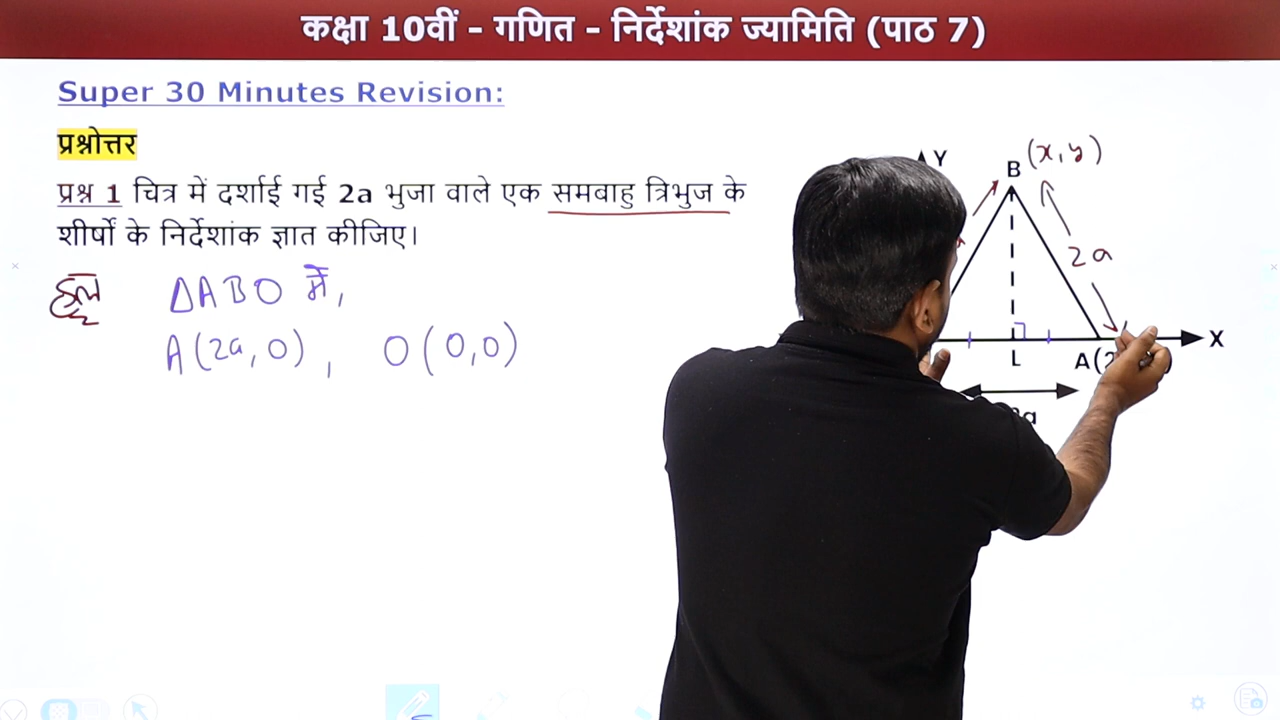 कक्षा 10वीं - गणित - निर्देशांक ज्यामिति (पाठ 7)
Super 30 Minutes Revision:
प्रश्नोत्तर
प्रश्न 1 चित्र में दर्शाई गई 2a भुजा वाले एक समबाहु त्रिभुज के
शीर्षों के निर्देशांक ज्ञात कीजिए।
हल ΔABO में,
A(2a,0), O(0,0)
Y
B (x,y)
2a
X
L
A(